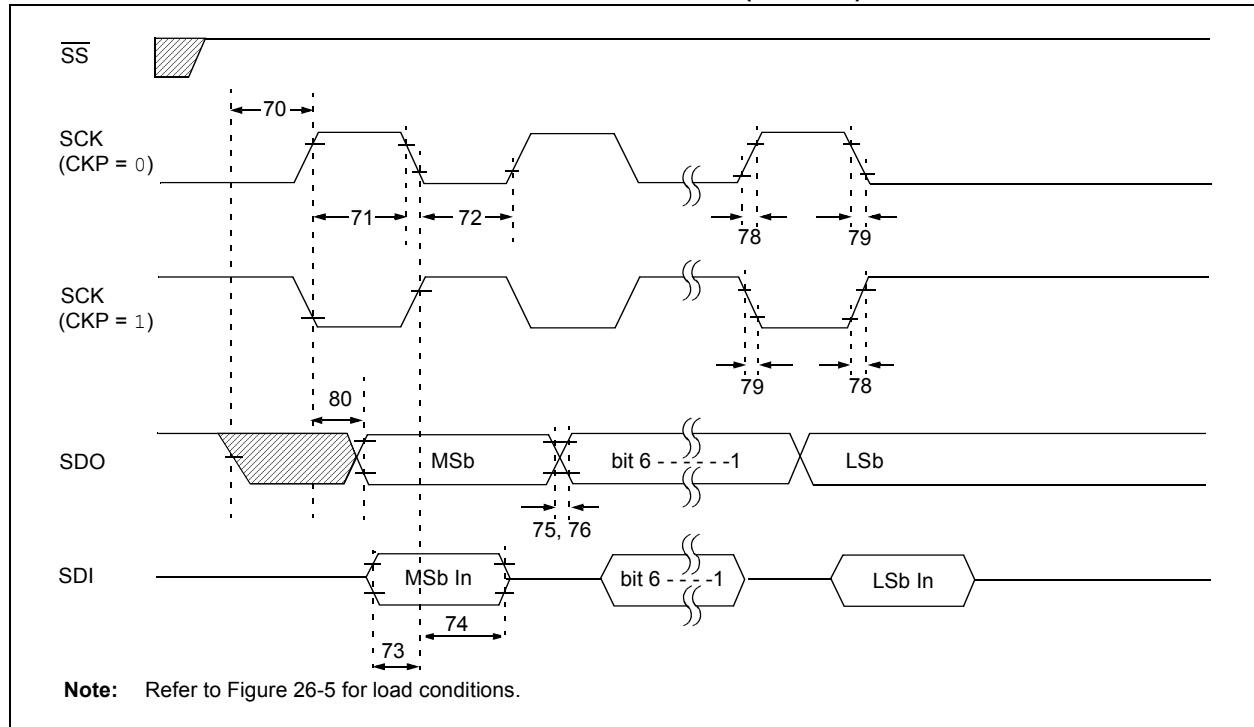 SS
70
SCK
(CKP = 0)
71
72
78
79
SCK
(CKP = 1)
79
78
80
SDO
MSb
bit 6 - - - - - -1
LSb
75, 76
SDI
MSb In
bit 6 - - - - -1
LSb In
74
73
Note: Refer to Figure 26-5 for load conditions.